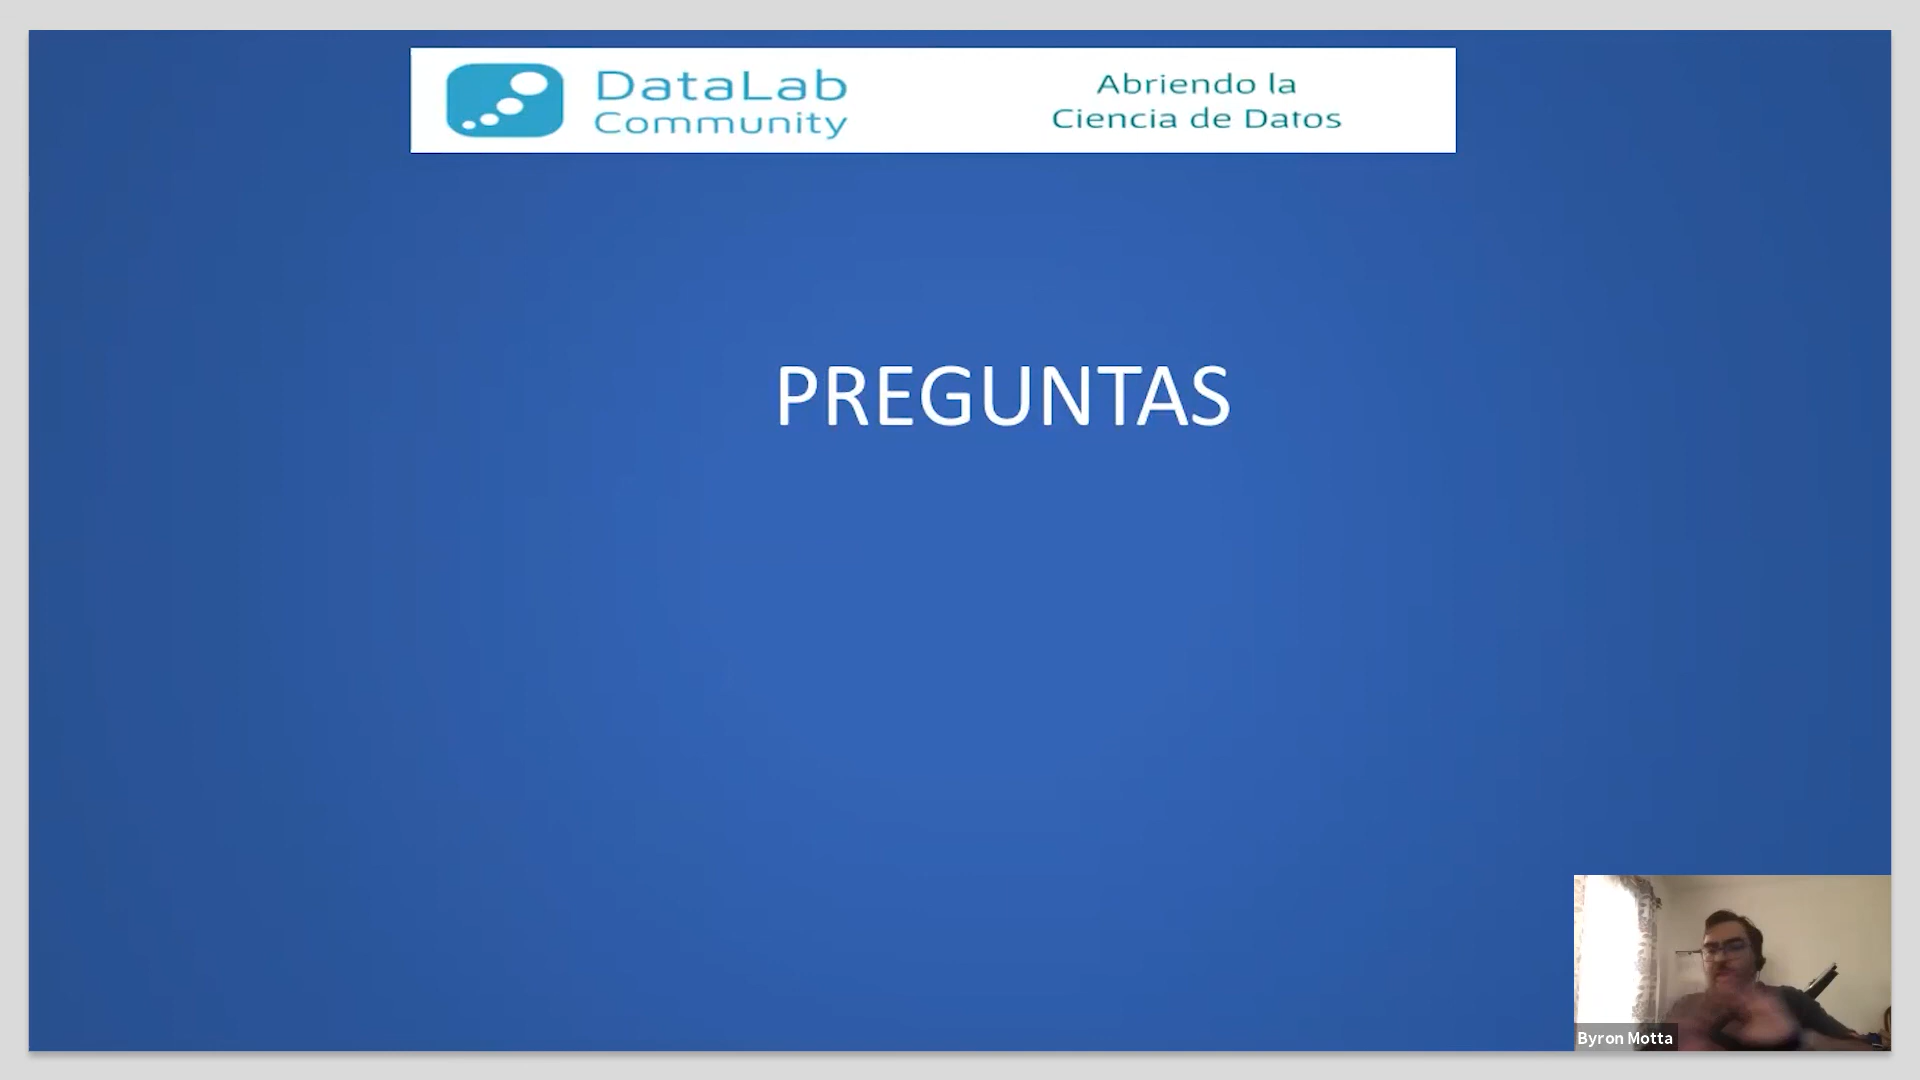 DataLab
Community
Abriendo la
Ciencia de Datos
PREGUNTAS
Byron Motta